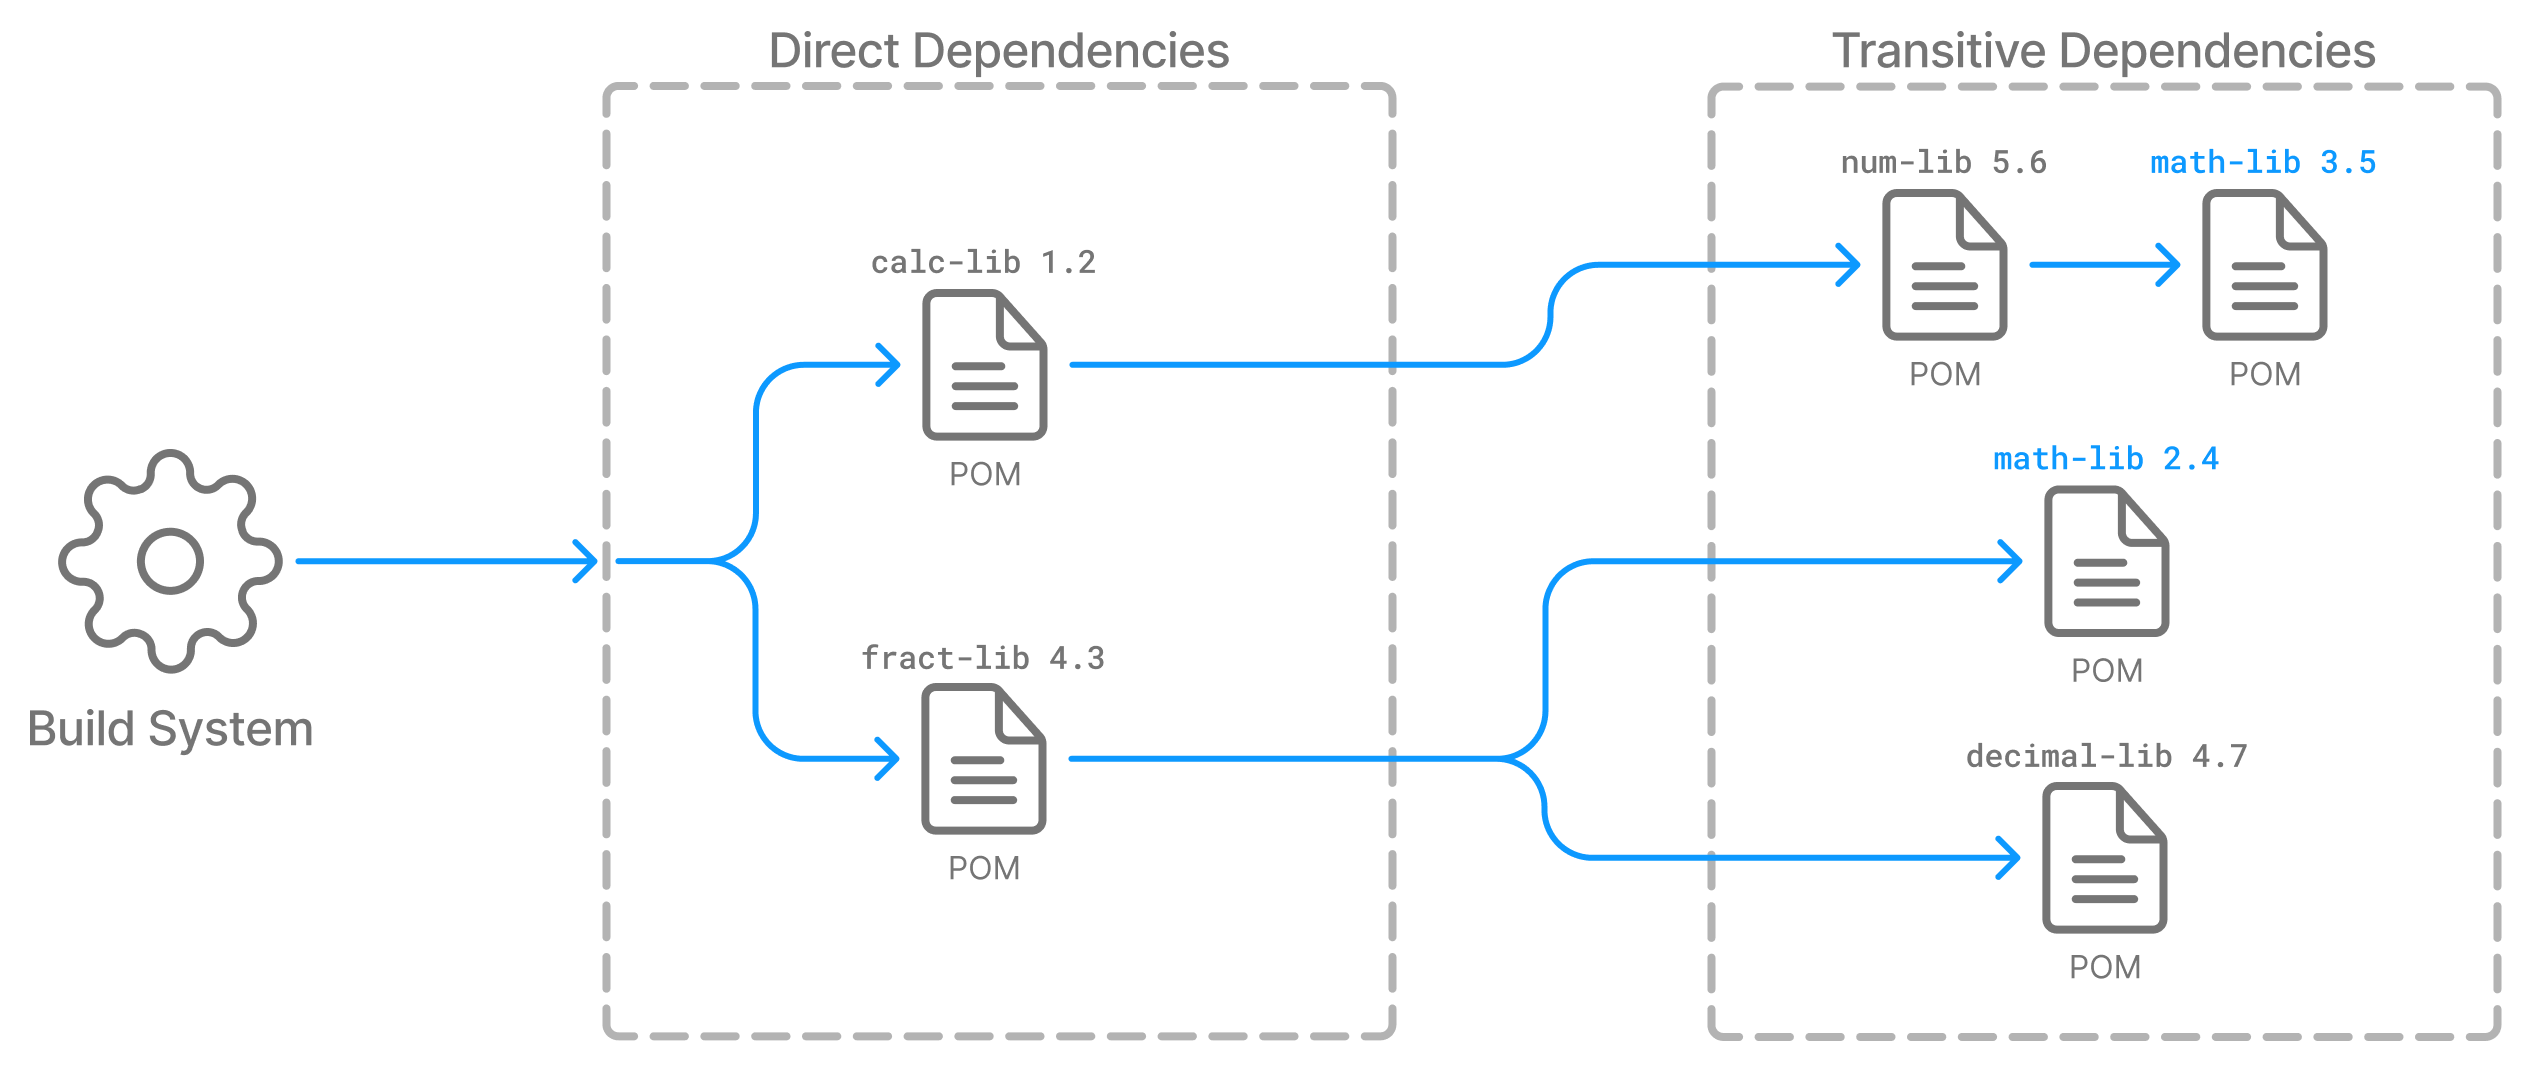 Direct Dependencies
Transitive Dependencies
num-lib 5.6
math-lib 3.5
POM
POM
calc-lib 1.2
POM
math-lib 2.4
POM
fract-lib 4.3
POM
decimal-lib 4.7
POM
Build System